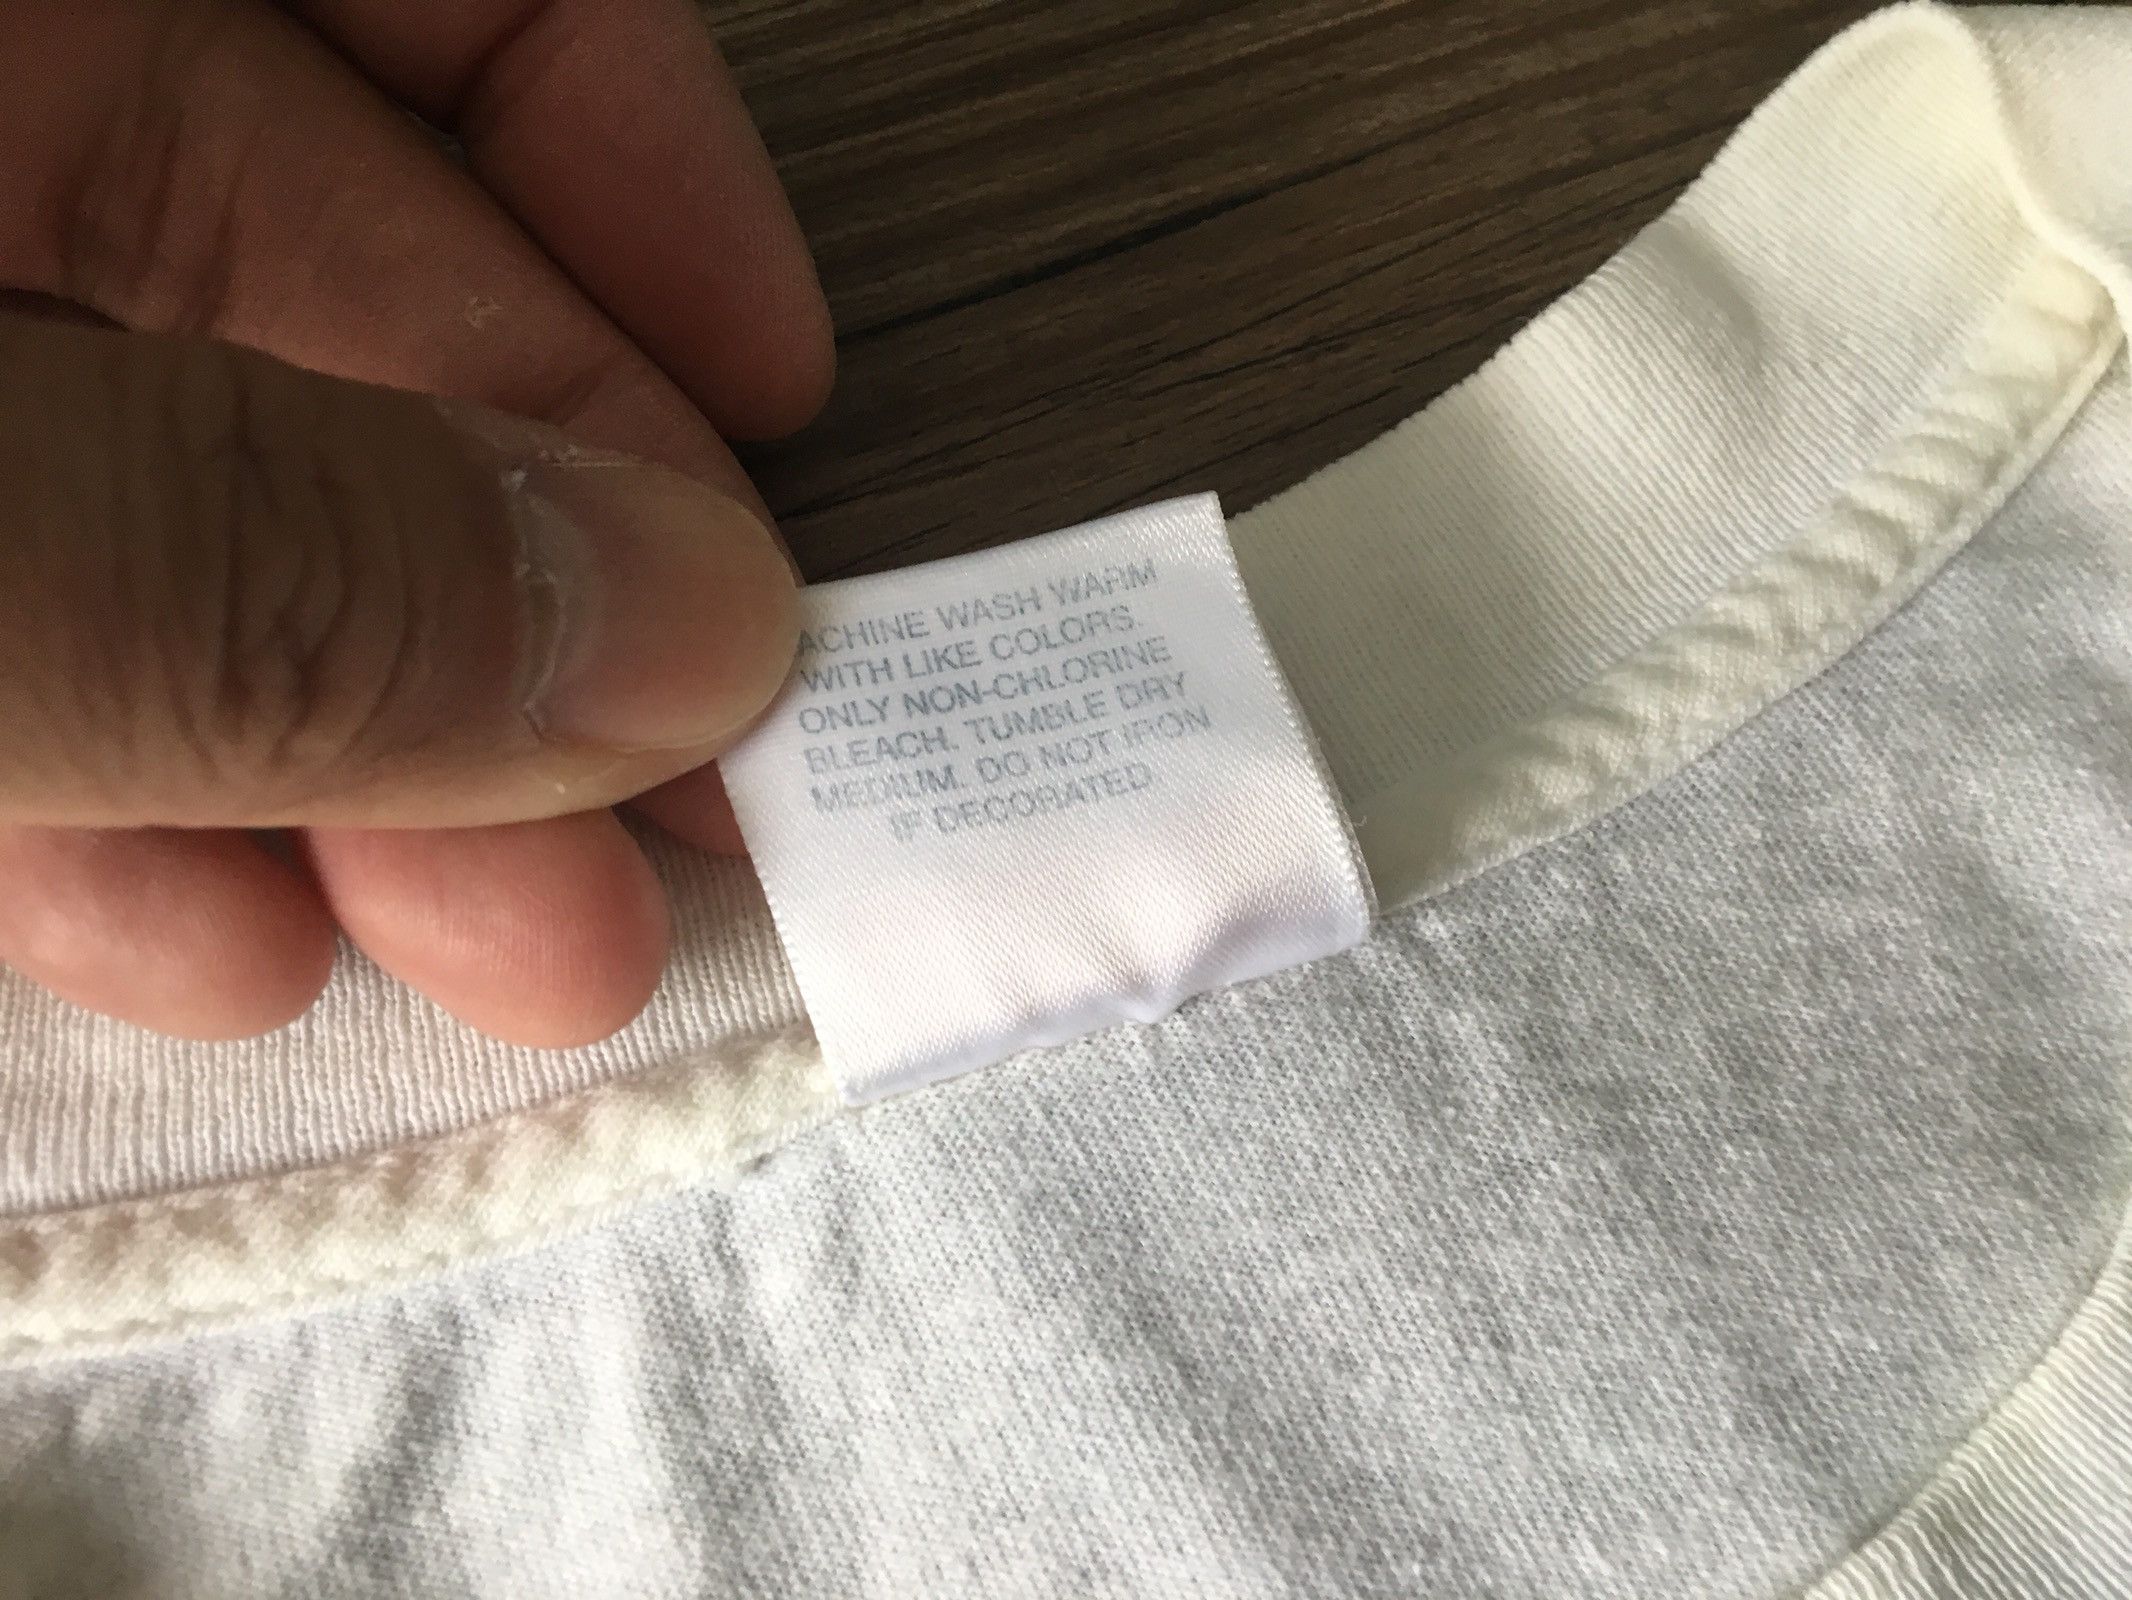 ACHINE WASH WARM
WITH LIKE COLORS.
ONLY NON-CHLORINE
BLEACH. TUMBLE DRY
MEDIUM. DO NOT IRON
IF DECORATED